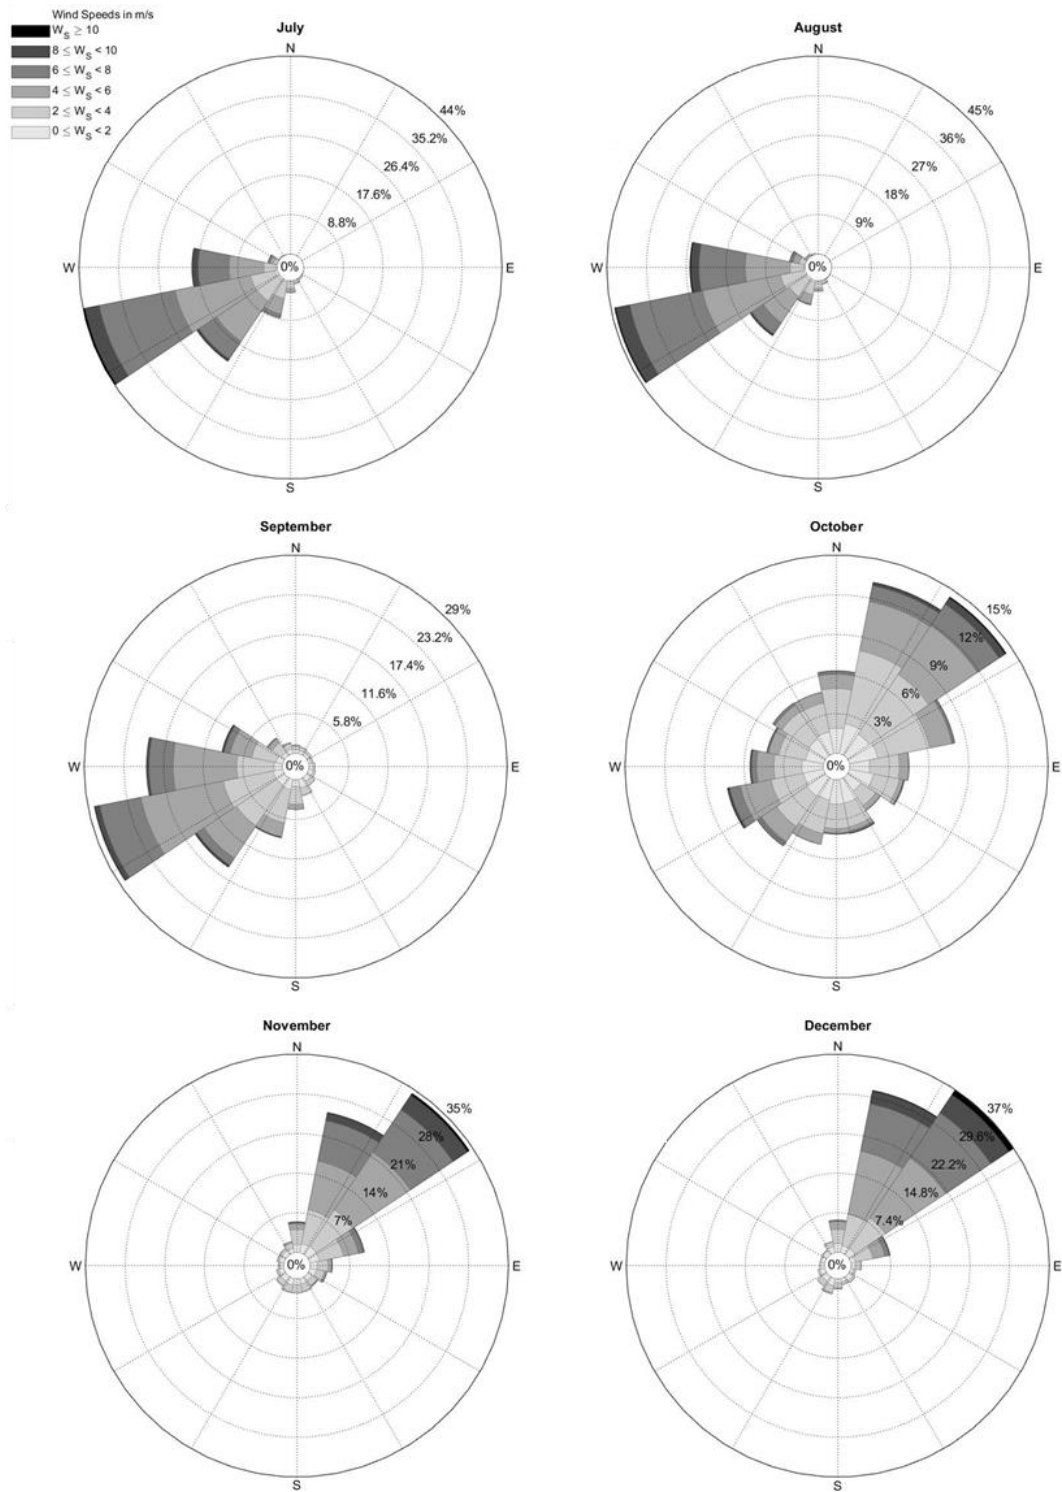 Wind Speeds in m/s
W_S ≥ 10
8 ≤ W_S < 10
6 ≤ W_S < 8
4 ≤ W_S < 6
2 ≤ W_S < 4
0 ≤ W_S < 2
July
N
44%
35.2%
26.4%
17.6%
8.8%
0%
W
E
S
August
N
45%
36%
27%
18%
9%
0%
W
E
S
September
N
29%
23.2%
17.4%
11.6%
5.8%
0%
W
E
S
October
N
15%
12%
9%
6%
3%
0%
W
E
S
November
N
35%
28%
21%
14%
7%
0%
W
E
S
December
N
37%
29.6%
22.2%
14.8%
7.4%
0%
W
E
S